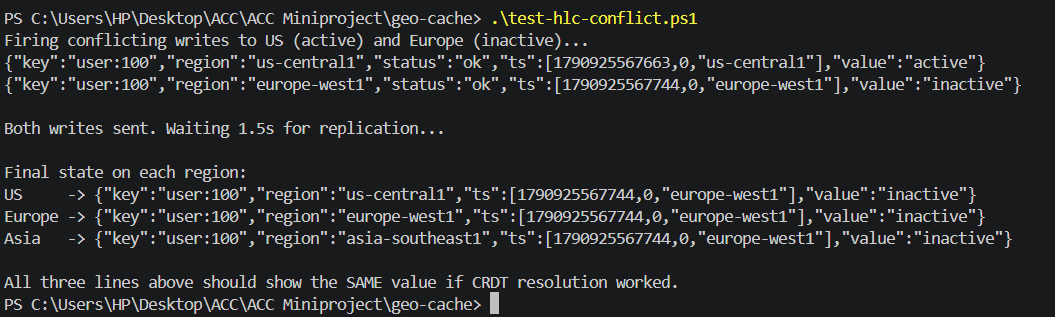 PS C:\Users\HP\Desktop\ACC\ACC Miniproject\geo-cache> .\test-hlc-conflict.ps1
Firing conflicting writes to US (active) and Europe (inactive)...
{"key":"user:100","region":"us-central1","status":"ok","ts":[1790925567663,0,"us-central1"],"value":"active"}
{"key":"user:100","region":"europe-west1","status":"ok","ts":[1790925567744,0,"europe-west1"],"value":"inactive"}
Both writes sent. Waiting 1.5s for replication...
Final state on each region:
US     -> {"key":"user:100","region":"us-central1","ts":[1790925567744,0,"europe-west1"],"value":"inactive"}
Europe -> {"key":"user:100","region":"europe-west1","ts":[1790925567744,0,"europe-west1"],"value":"inactive"}
Asia   -> {"key":"user:100","region":"asia-southeast1","ts":[1790925567744,0,"europe-west1"],"value":"inactive"}
All three lines above should show the SAME value if CRDT resolution worked.
PS C:\Users\HP\Desktop\ACC\ACC Miniproject\geo-cache>